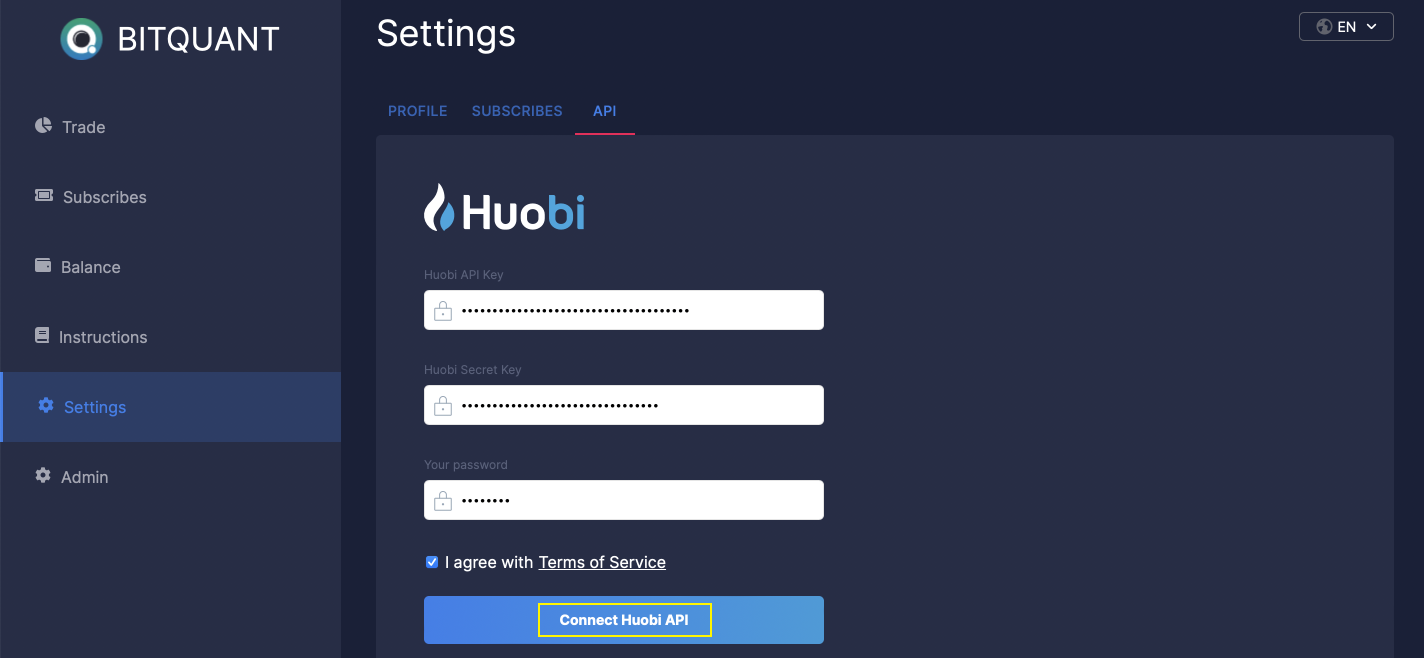 BITQUANT
Trade
Subscribes
Balance
Instructions
Settings
Admin
Settings
EN
PROFILE SUBSCRIBES API
Huobi
Huobi API Key
•••••••••••••••••••••••••••••••••••••
Huobi Secret Key
••••••••••••••••••••••••••••••••
Your password
••••••••
I agree with Terms of Service
Connect Huobi API